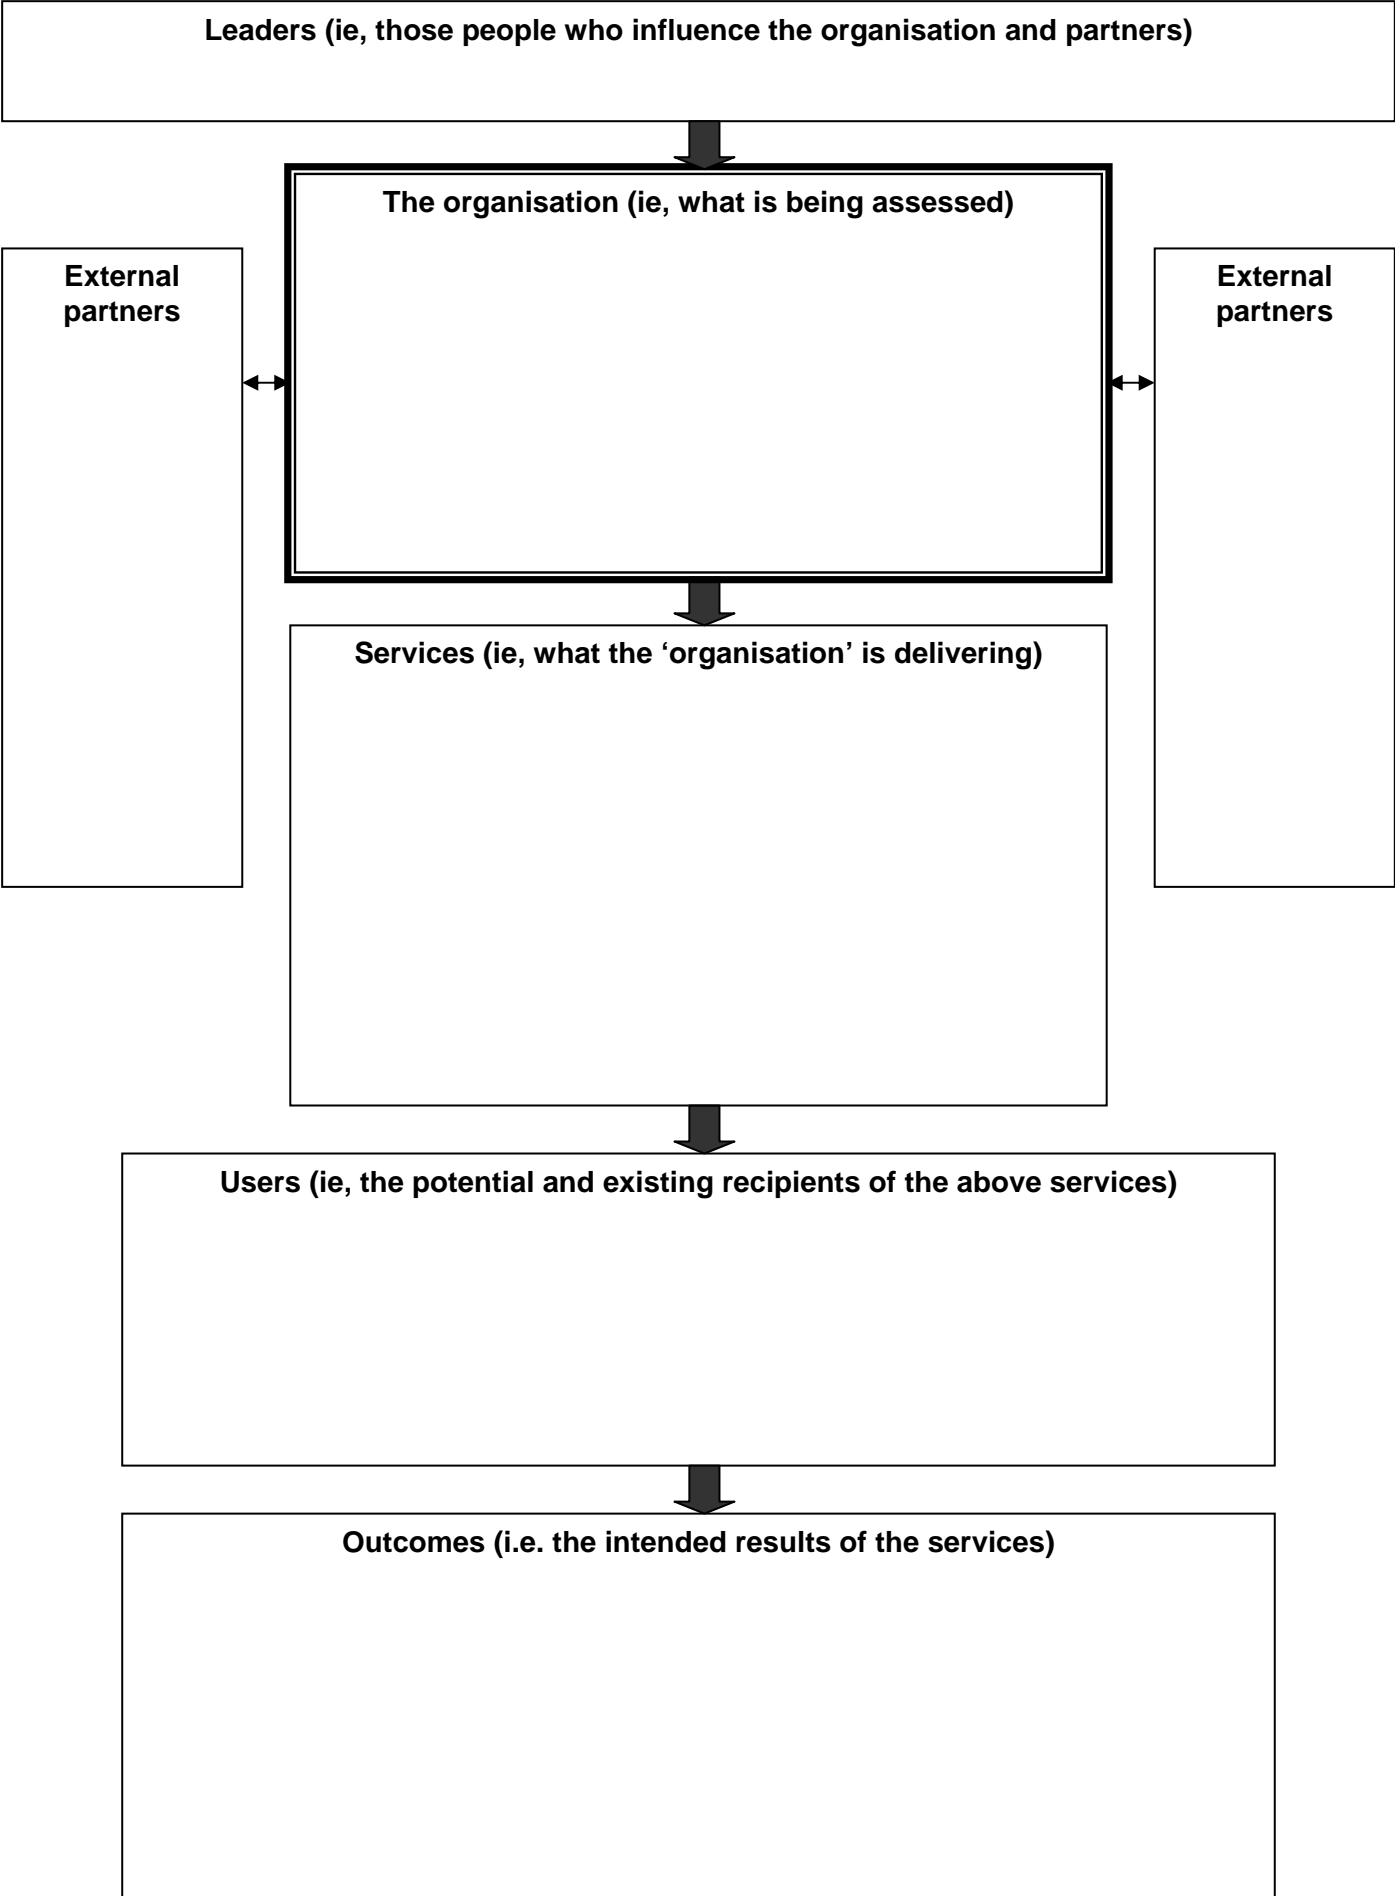 Leaders (ie, those people who influence the organisation and partners)
The organisation (ie, what is being assessed)
External
partners
External
partners
Services (ie, what the ‘organisation’ is delivering)
Users (ie, the potential and existing recipients of the above services)
Outcomes (i.e. the intended results of the services)